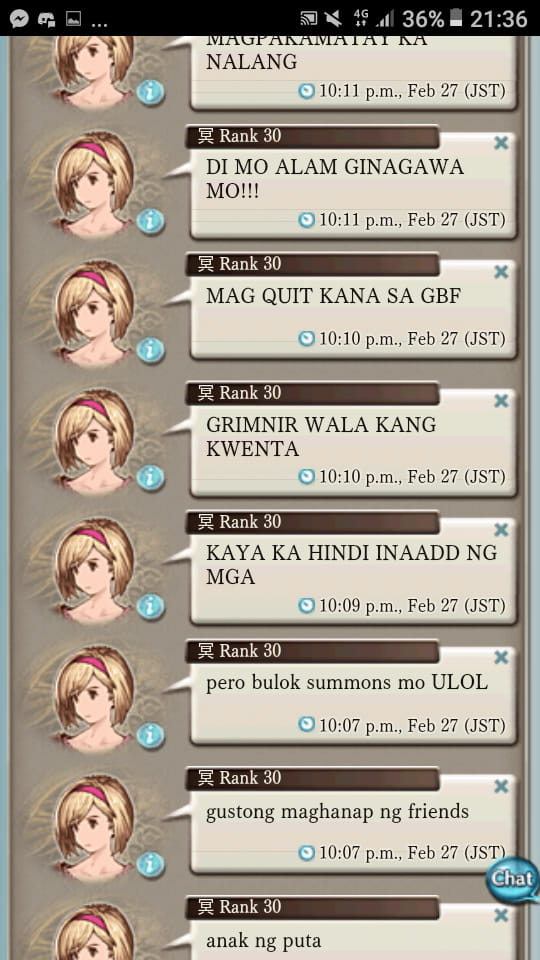 ... 4G 36% 21:36
MAGPAKAMATAY KA
NALANG
10:11 p.m., Feb 27 (JST)
冥 Rank 30
DI MO ALAM GINAGAWA
MO!!!
10:11 p.m., Feb 27 (JST)
冥 Rank 30
MAG QUIT KANA SA GBF
10:10 p.m., Feb 27 (JST)
冥 Rank 30
GRIMNIR WALA KANG
KWENTA
10:10 p.m., Feb 27 (JST)
冥 Rank 30
KAYA KA HINDI INAADD NG
MGA
10:09 p.m., Feb 27 (JST)
冥 Rank 30
pero bulok summons mo ULOL
10:07 p.m., Feb 27 (JST)
冥 Rank 30
gustong maghanap ng friends
10:07 p.m., Feb 27 (JST)
Chat
冥 Rank 30
anak ng puta